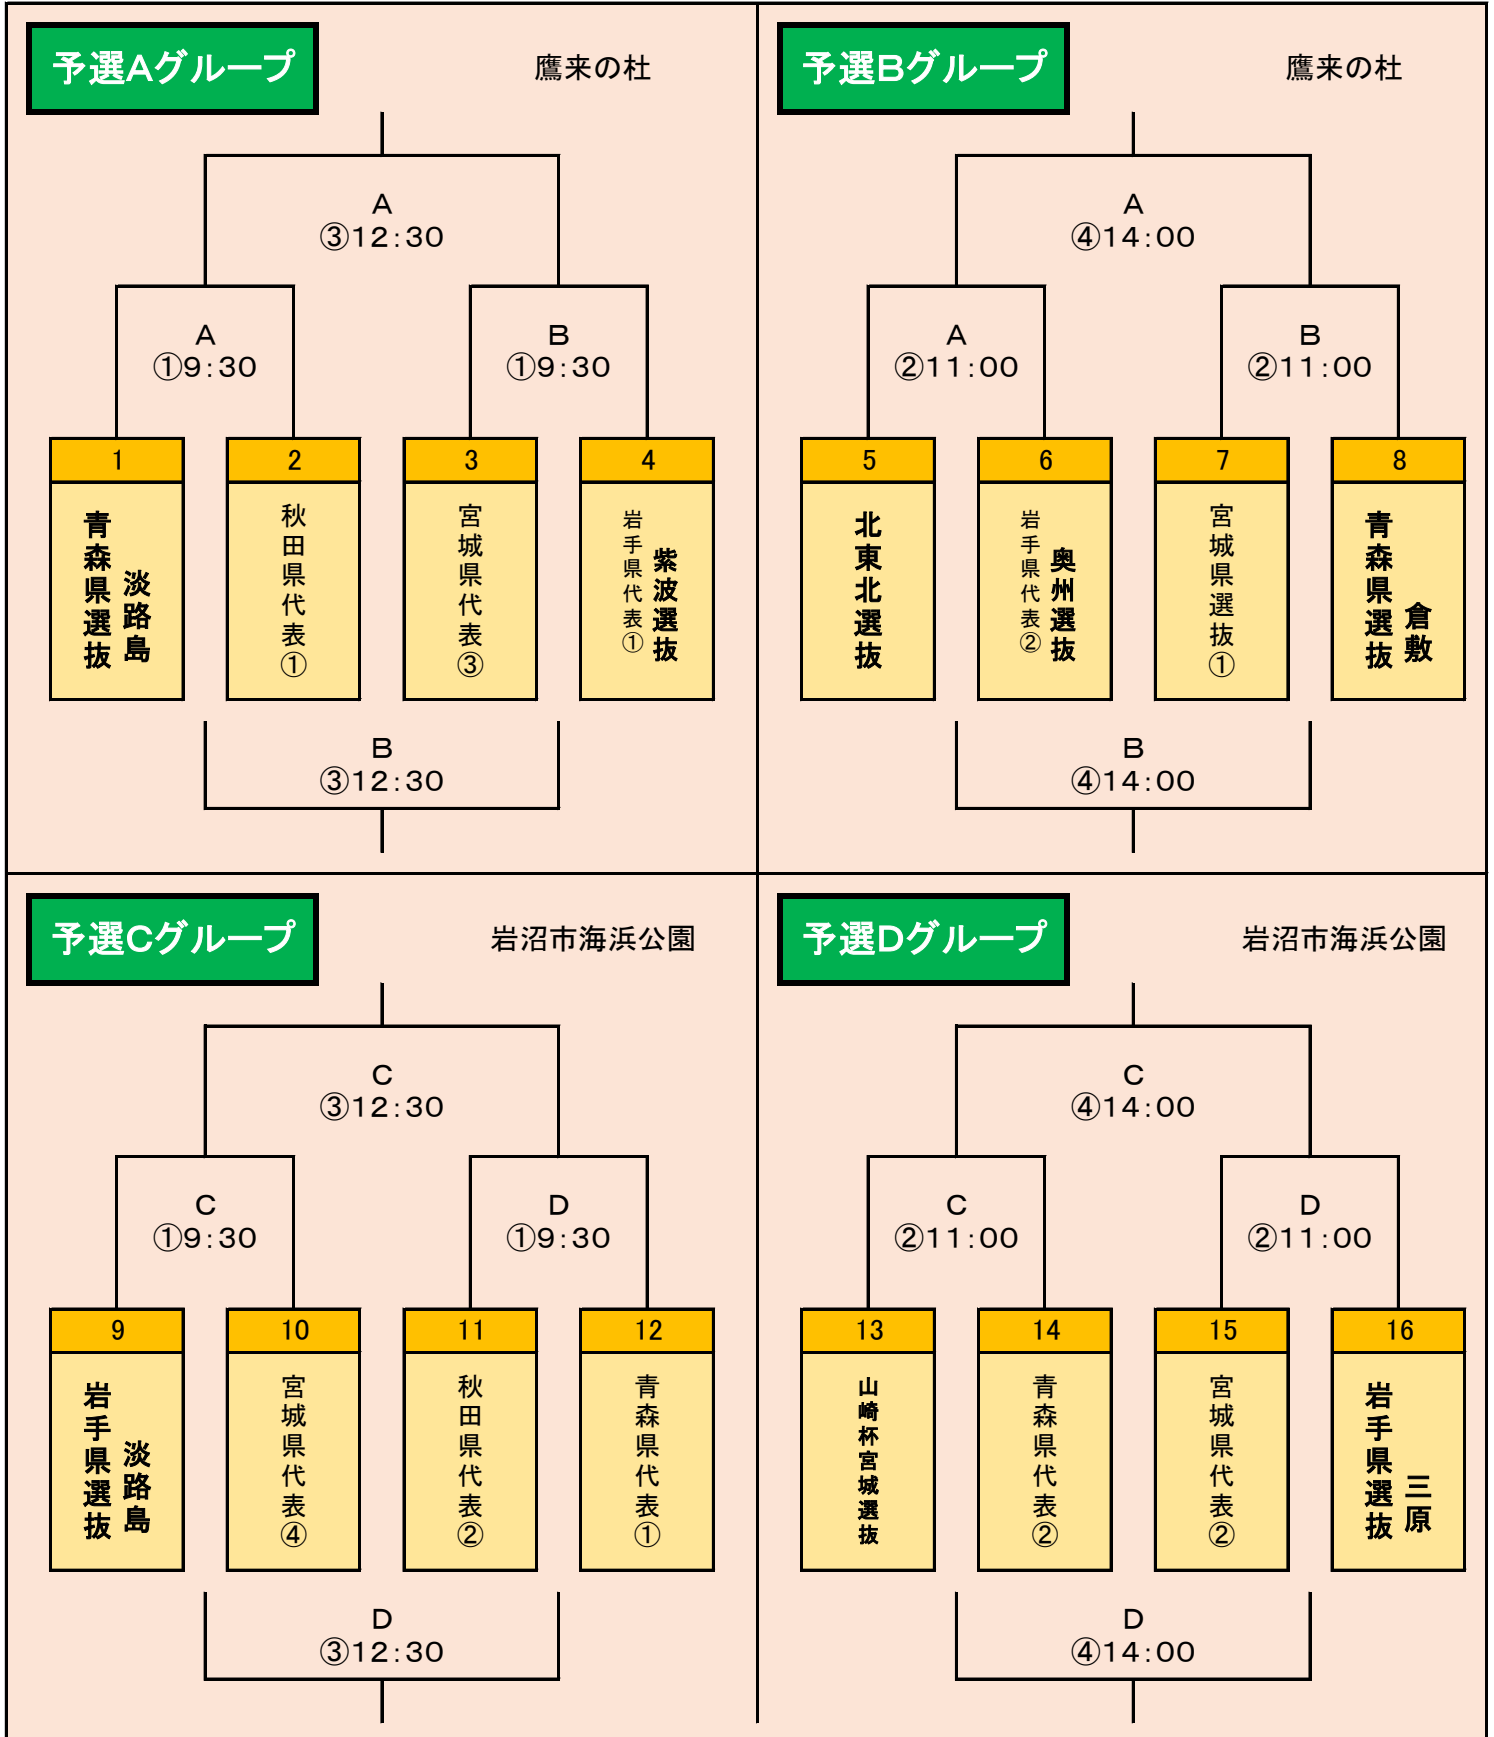 予選Aグループ
鷹来の杜
A
③12:30
A
①9:30
B
①9:30
1
青森県選抜
淡路島
2
秋田県代表①
3
宮城県代表③
4
岩手県代表①
紫波選抜
B
③12:30
予選Bグループ
鷹来の杜
A
④14:00
A
②11:00
B
②11:00
5
北東北選抜
6
岩手県代表②
奥州選抜
7
宮城県選抜①
8
青森県選抜
倉敷
B
④14:00
予選Cグループ
岩沼市海浜公園
C
③12:30
C
①9:30
D
①9:30
9
岩手県選抜
淡路島
10
宮城県代表④
11
秋田県代表②
12
青森県代表①
D
③12:30
予選Dグループ
岩沼市海浜公園
C
④14:00
C
②11:00
D
②11:00
13
山崎杯宮城選抜
14
青森県代表②
15
宮城県代表②
16
岩手県選抜
三原
D
④14:00